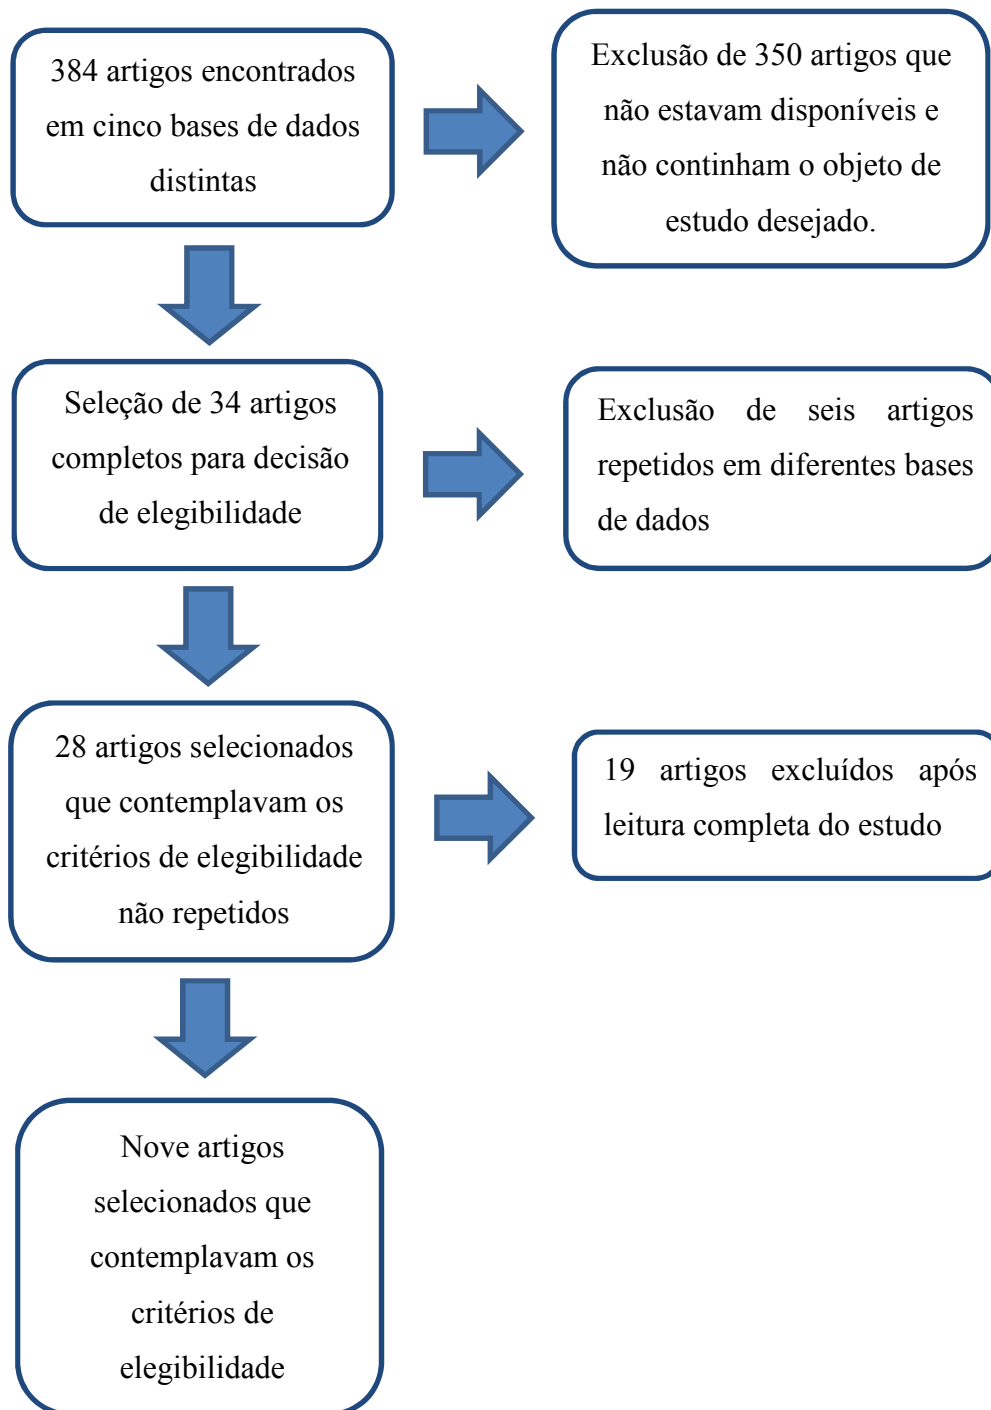 384 artigos encontrados
em cinco bases de dados
distintas
Exclusão de 350 artigos que
não estavam disponíveis e
não continham o objeto de
estudo desejado.
Seleção de 34 artigos
completos para decisão
de elegibilidade
Exclusão de seis artigos
repetidos em diferentes bases
de dados
28 artigos selecionados
que contemplavam os
critérios de elegibilidade
não repetidos
19 artigos excluídos após
leitura completa do estudo
Nove artigos
selecionados que
contemplavam os
critérios de
elegibilidade